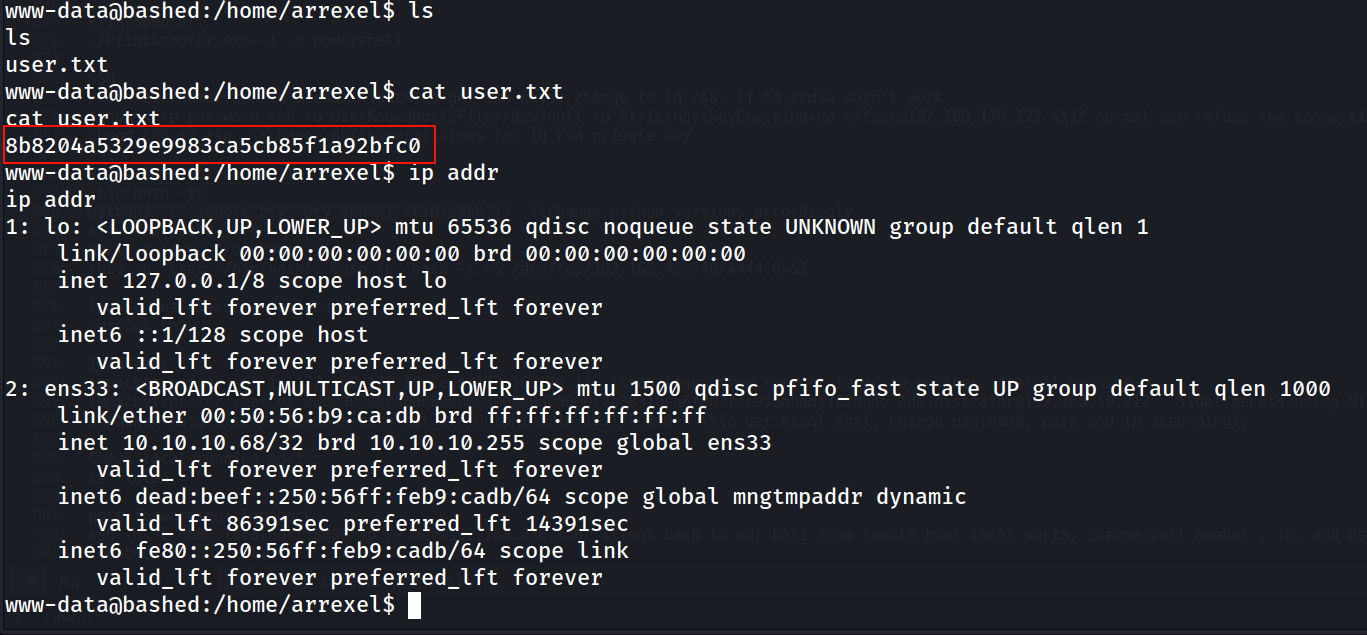 www-data@bashed:/home/arrexel$ ls
ls
./PrintSpoofer.exe -i -c powershell
user.txt
www-data@bashed:/home/arrexel$ cat user.txt
cat user.txt
8b8204a5329e9983ca5cb85f1a92bfc0
www-data@bashed:/home/arrexel$ ip addr
ip addr
1: lo: <LOOPBACK,UP,LOWER_UP> mtu 65536 qdisc noqueue state UNKNOWN group default qlen 1
    link/loopback 00:00:00:00:00:00 brd 00:00:00:00:00:00
    inet 127.0.0.1/8 scope host lo
       valid_lft forever preferred_lft forever
    inet6 ::1/128 scope host
       valid_lft forever preferred_lft forever
2: ens33: <BROADCAST,MULTICAST,UP,LOWER_UP> mtu 1500 qdisc pfifo_fast state UP group default qlen 1000
    link/ether 00:50:56:b9:ca:db brd ff:ff:ff:ff:ff:ff
    inet 10.10.10.68/32 brd 10.10.10.255 scope global ens33
       valid_lft forever preferred_lft forever
    inet6 dead:beef::250:56ff:feb9:cadb/64 scope global mngtmpaddr dynamic
       valid_lft 86391sec preferred_lft 14391sec
    inet6 fe80::250:56ff:feb9:cadb/64 scope link
       valid_lft forever preferred_lft forever
www-data@bashed:/home/arrexel$